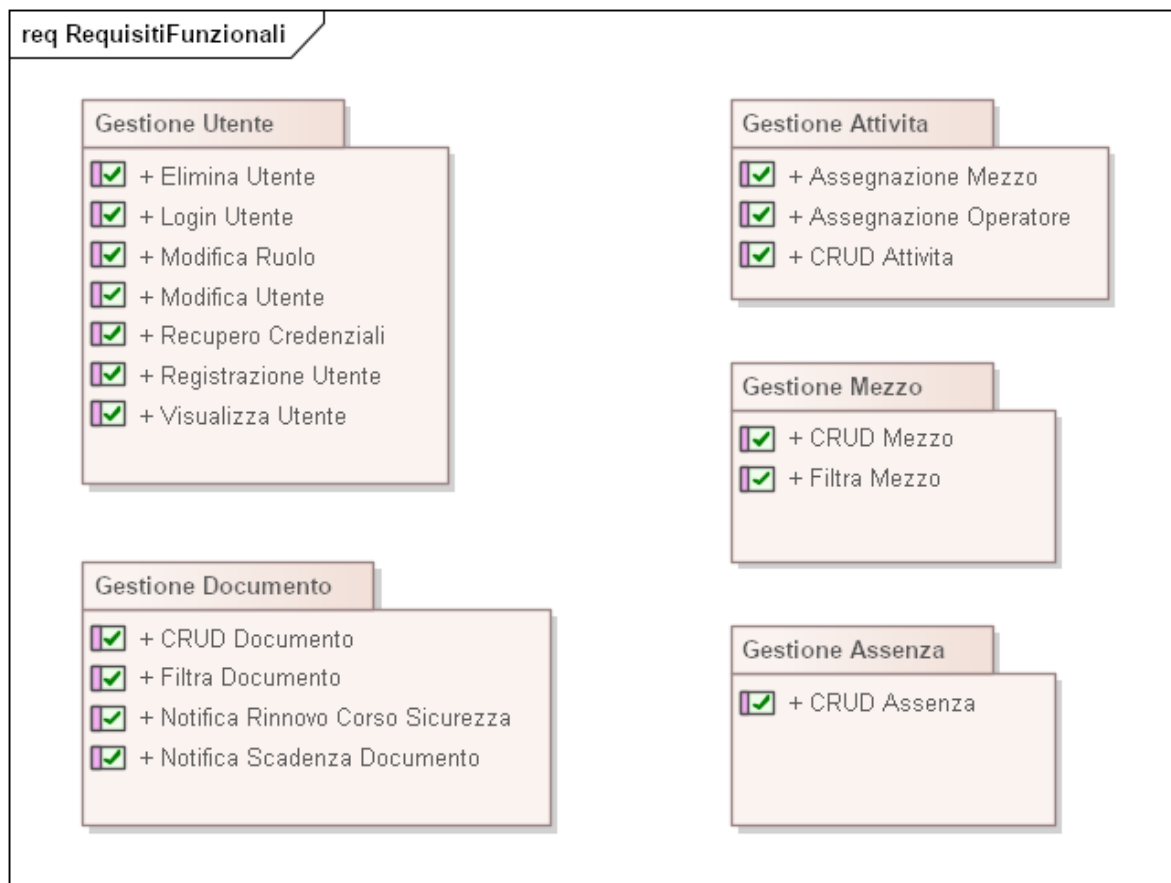 req RequisitiFunzionali
Gestione Utente
+ Elimina Utente
+ Login Utente
+ Modifica Ruolo
+ Modifica Utente
+ Recupero Credenziali
+ Registrazione Utente
+ Visualizza Utente
Gestione Documento
+ CRUD Documento
+ Filtra Documento
+ Notifica Rinnovo Corso Sicurezza
+ Notifica Scadenza Documento
Gestione Attivita
+ Assegnazione Mezzo
+ Assegnazione Operatore
+ CRUD Attivita
Gestione Mezzo
+ CRUD Mezzo
+ Filtra Mezzo
Gestione Assenza
+ CRUD Assenza